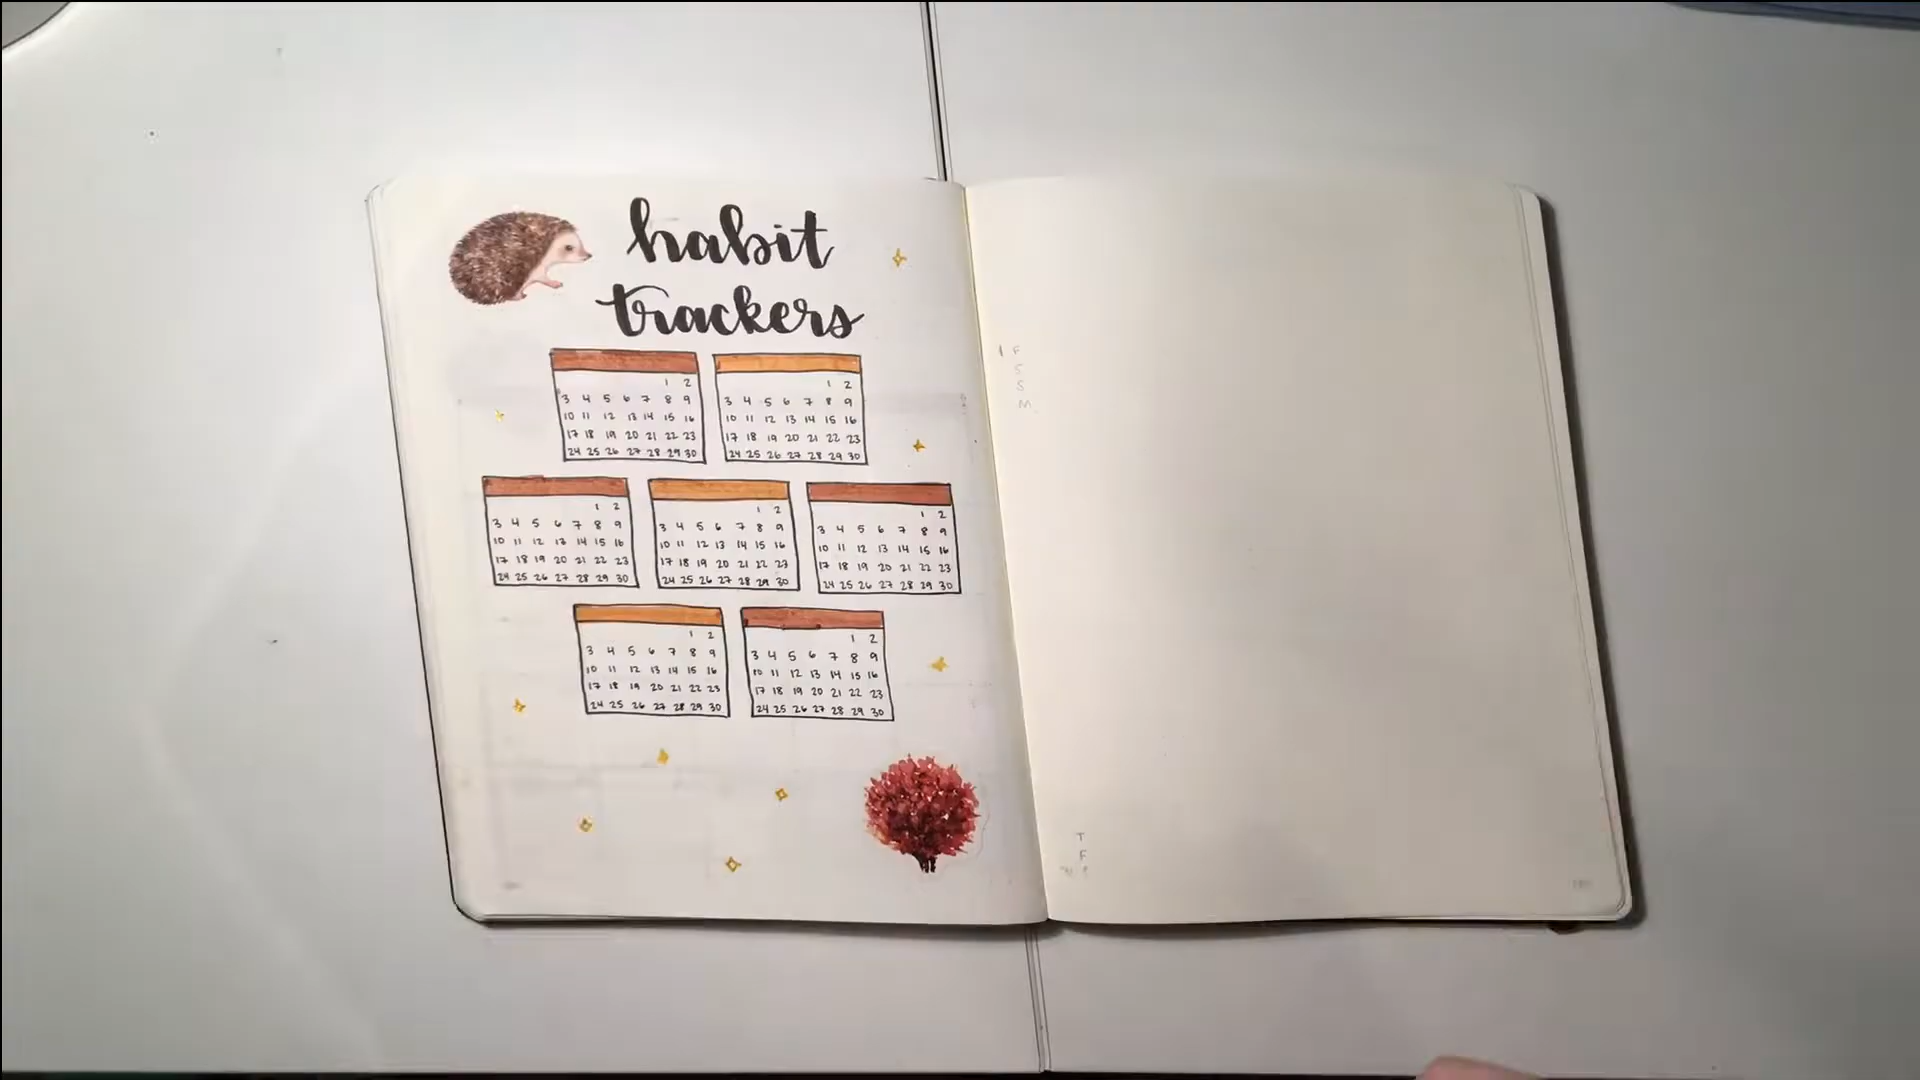 habit
trackers
1 2
3 4 5 6 7 8 9
10 11 12 13 14 15 16
17 18 19 20 21 22 23
24 25 26 27 28 29 30
1 2
3 4 5 6 7 8 9
10 11 12 13 14 15 16
17 18 19 20 21 22 23
24 25 26 27 28 29 30
1 2
3 4 5 6 7 8 9
10 11 12 13 14 15 16
17 18 19 20 21 22 23
24 25 26 27 28 29 30
1 2
3 4 5 6 7 8 9
10 11 12 13 14 15 16
17 18 19 20 21 22 23
24 25 26 27 28 29 30
1 2
3 4 5 6 7 8 9
10 11 12 13 14 15 16
17 18 19 20 21 22 23
24 25 26 27 28 29 30
1 2
3 4 5 6 7 8 9
10 11 12 13 14 15 16
17 18 19 20 21 22 23
24 25 26 27 28 29 30
1 2
3 4 5 6 7 8 9
10 11 12 13 14 15 16
17 18 19 20 21 22 23
24 25 26 27 28 29 30
1 F
S
S
M
T
F